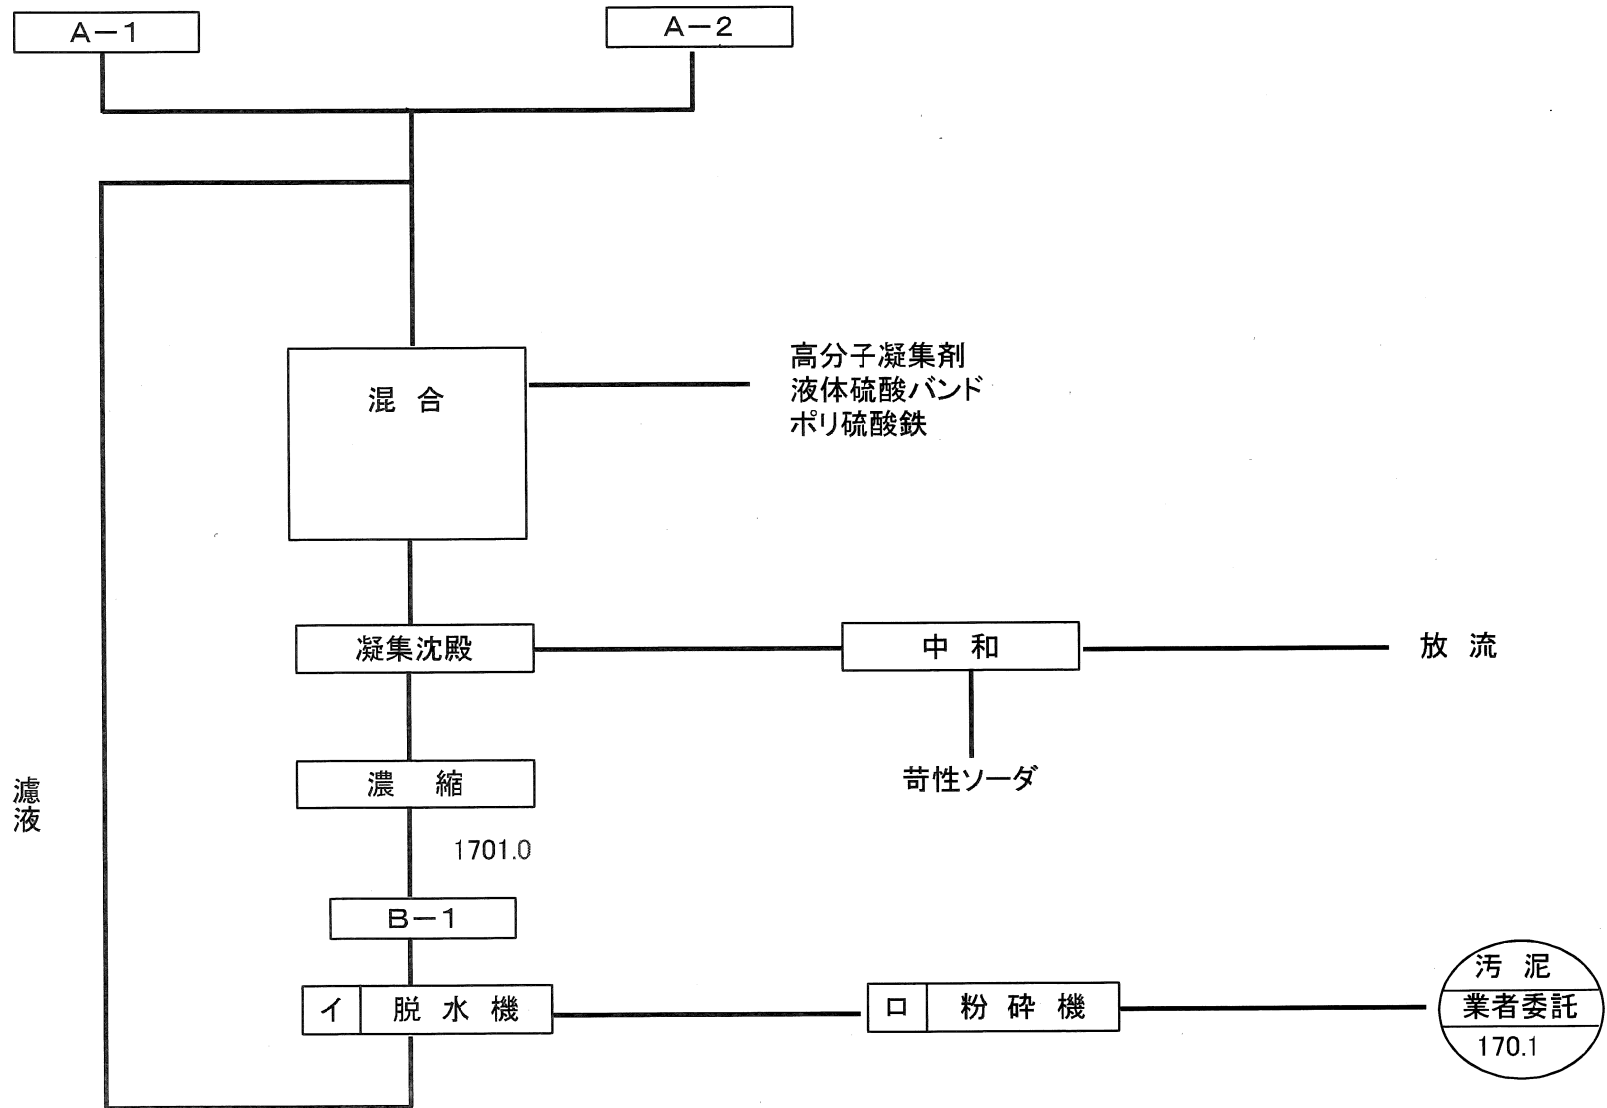 A-1
A-2
混合
高分子凝集剤
液体硫酸バンド
ポリ硫酸鉄
凝集沈殿
中和
放流
苛性ソーダ
濃縮
濾液
1701.0
B-1
イ 脱水機
ロ 粉砕機
汚泥
業者委託
170.1